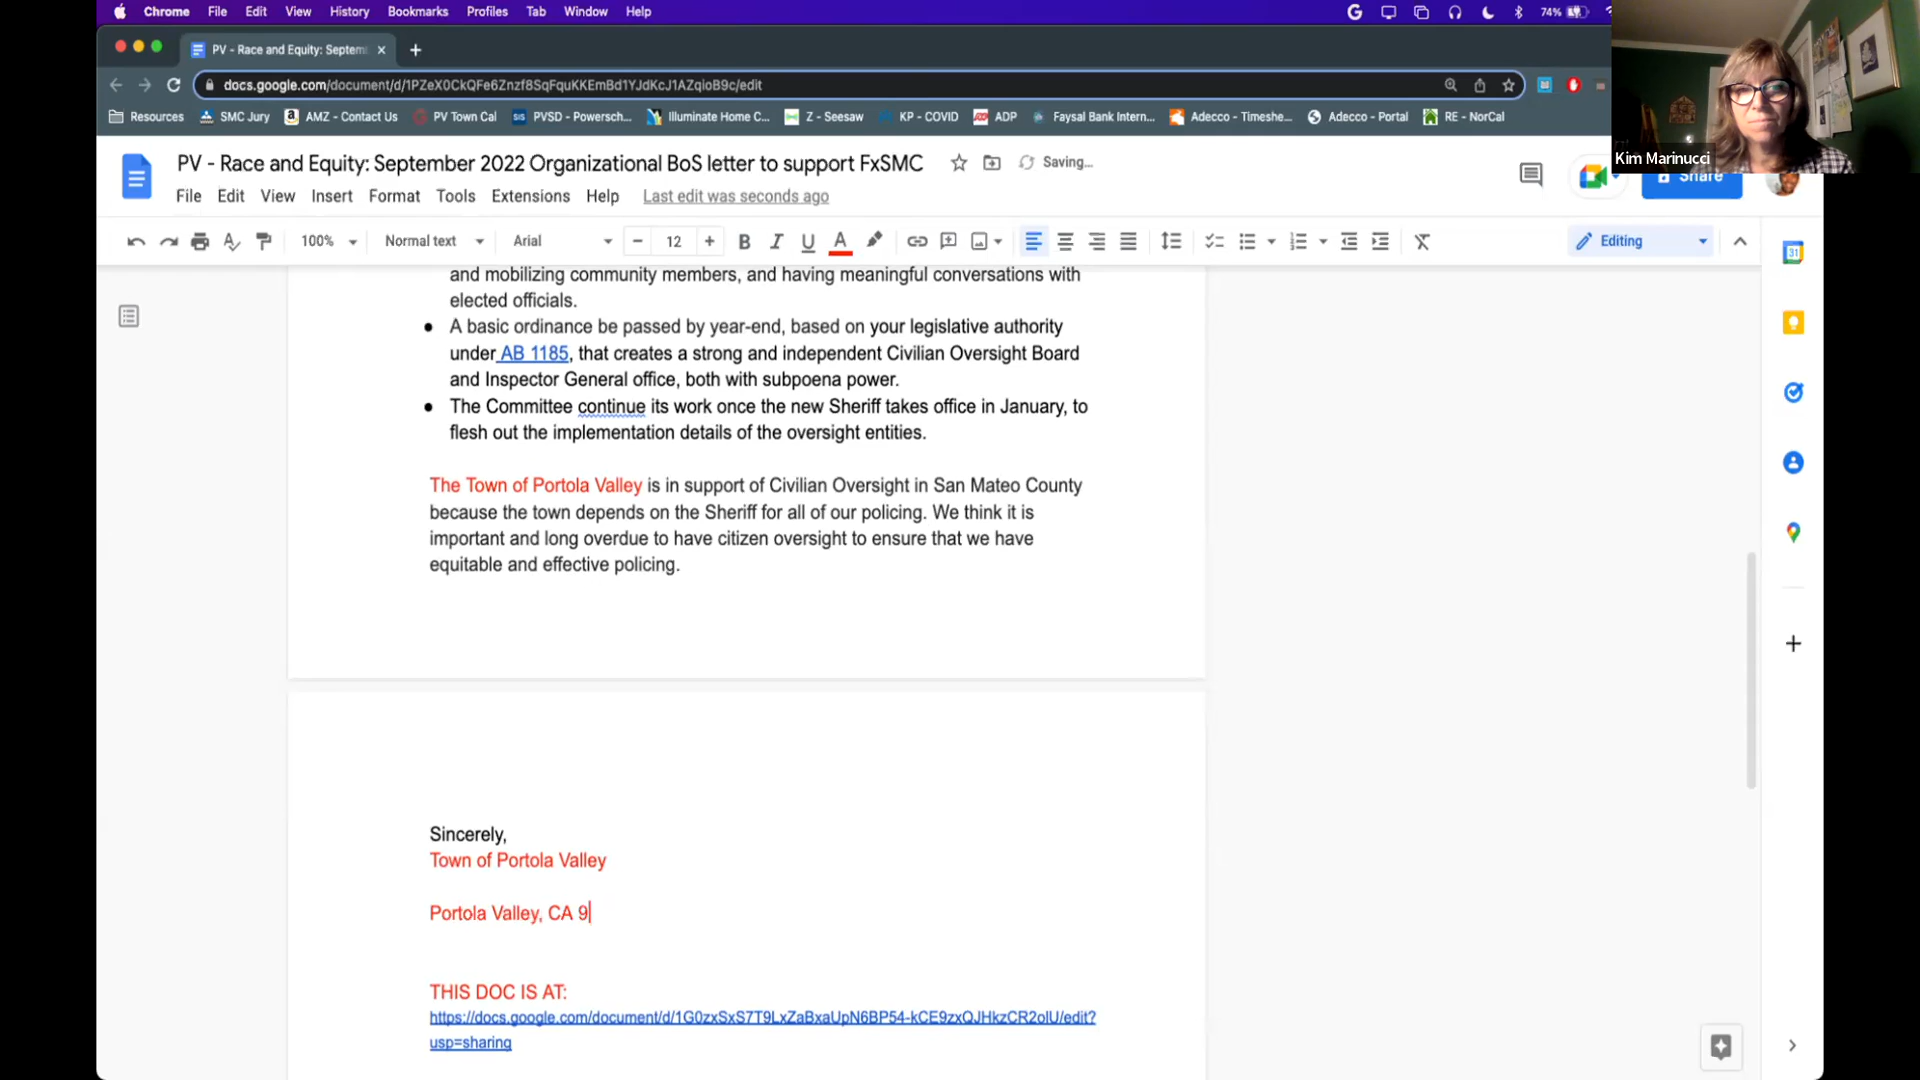 Chrome File Edit View History Bookmarks Profiles Tab Window Help 74%
PV - Race and Equity: Septem
docs.google.com/document/d/1PZeX0CkQFe6Znzf8SqFquKKEmBd1YJdKcJ1AZqioB9c/edit
Resources SMC Jury AMZ - Contact Us PV Town Cal PVSD - Powersch... Illuminate Home C... Z - Seesaw KP - COVID ADP Faysal Bank Intern... Adecco - Timeshe... Adecco - Portal RE - NorCal
Kim Marinucci
PV - Race and Equity: September 2022 Organizational BoS letter to support FxSMC Saving...
Share
File Edit View Insert Format Tools Extensions Help Last edit was seconds ago
100% Normal text Arial 12 Editing
and mobilizing community members, and having meaningful conversations with
elected officials.
● A basic ordinance be passed by year-end, based on your legislative authority
under AB 1185, that creates a strong and independent Civilian Oversight Board
and Inspector General office, both with subpoena power.
● The Committee continue its work once the new Sheriff takes office in January, to
flesh out the implementation details of the oversight entities.
The Town of Portola Valley is in support of Civilian Oversight in San Mateo County
because the town depends on the Sheriff for all of our policing. We think it is
important and long overdue to have citizen oversight to ensure that we have
equitable and effective policing.
Sincerely,
Town of Portola Valley
Portola Valley, CA 9
THIS DOC IS AT:
https://docs.google.com/document/d/1G0zxSxS7T9LxZaBxaUpN6BP54-kCE9zxQJHkzCR2olU/edit?
usp=sharing